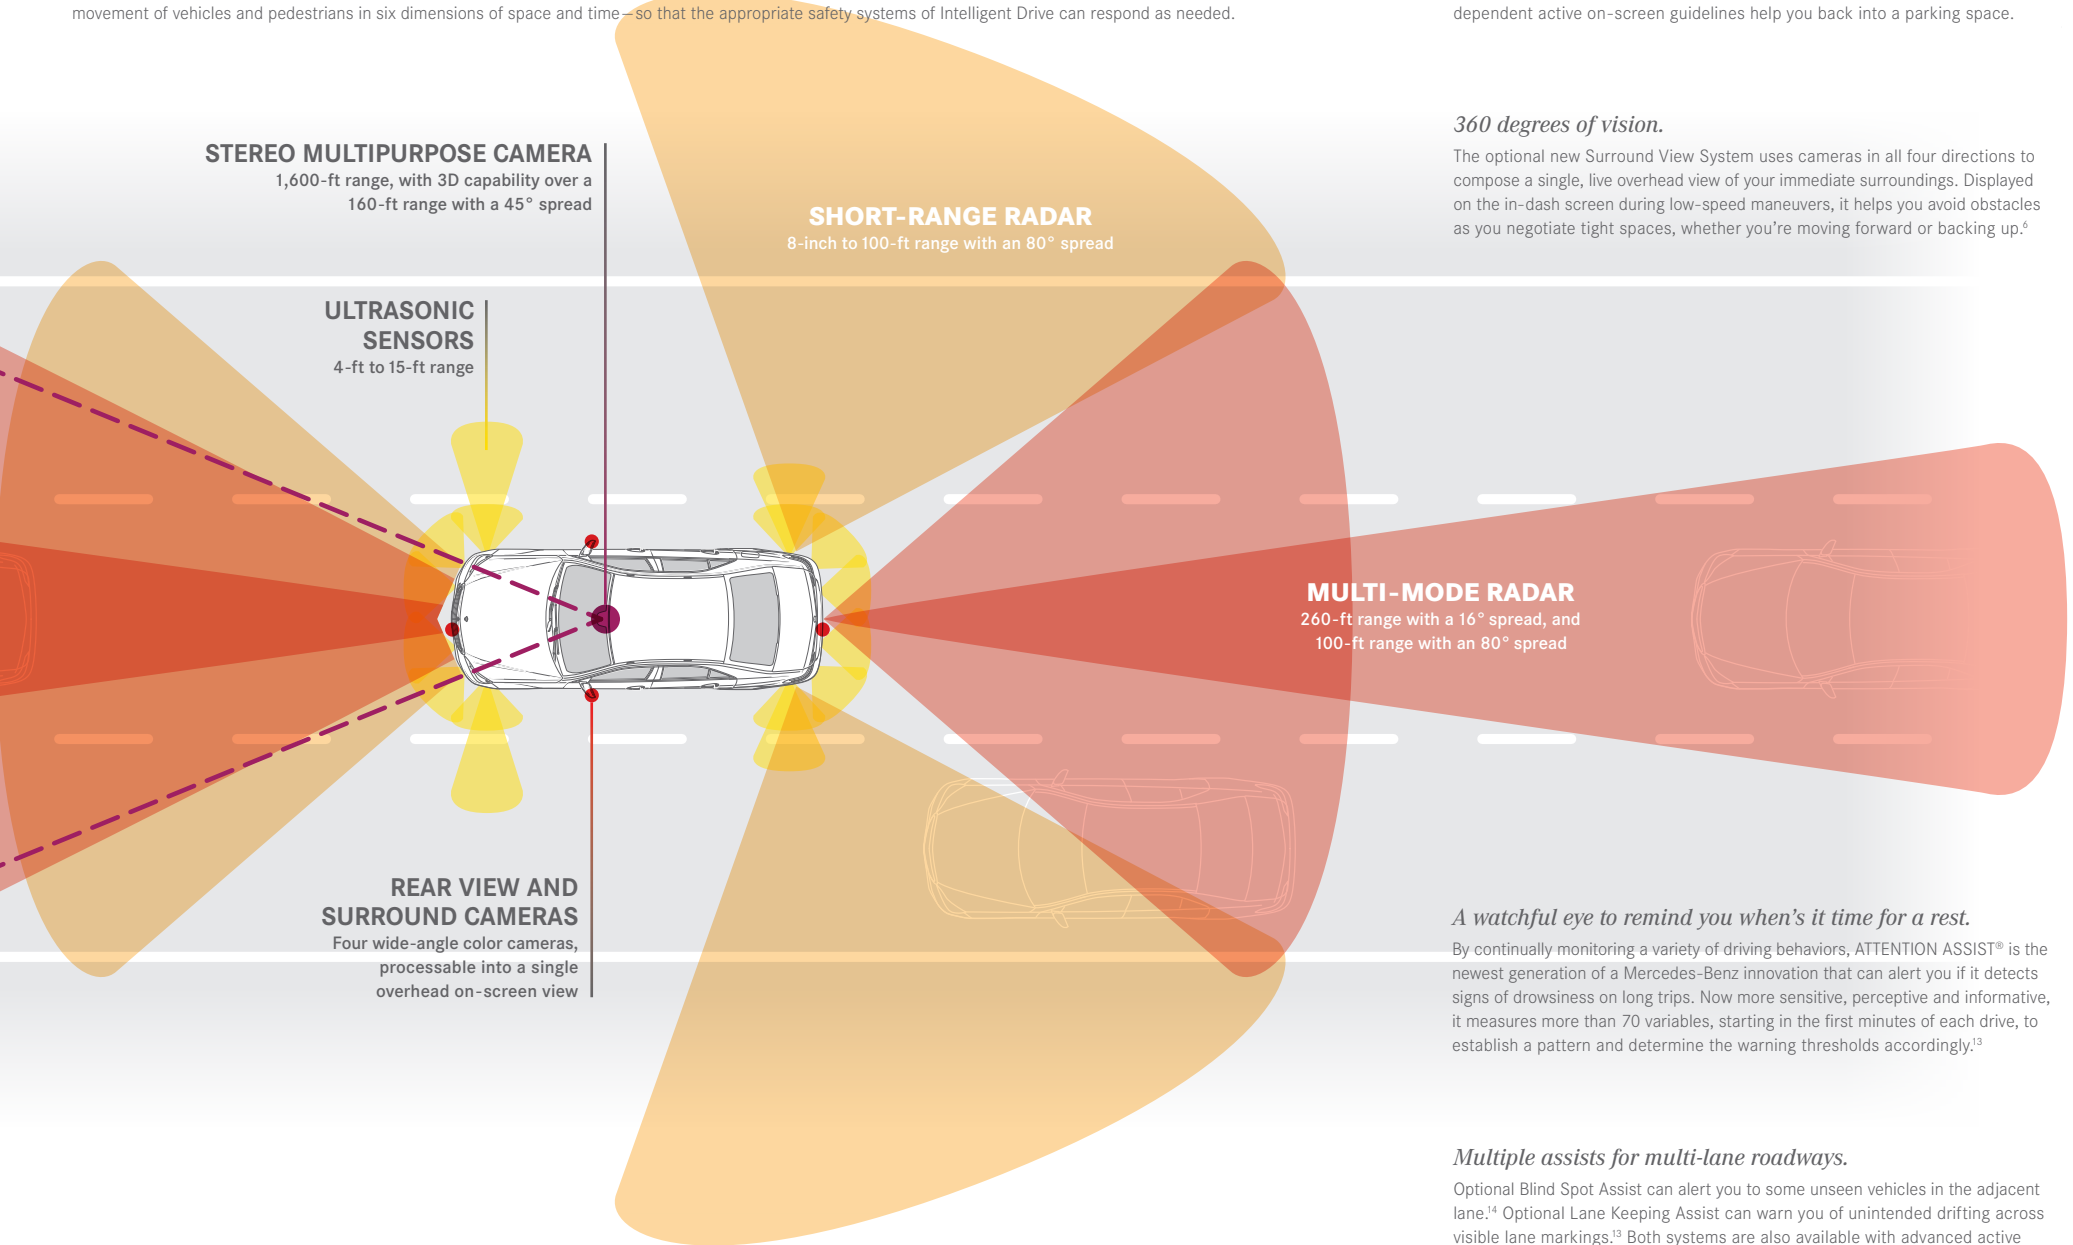 movement of vehicles and pedestrians in six dimensions of space and time—so that the appropriate safety systems of Intelligent Drive can respond as needed.
dependent active on-screen guidelines help you back into a parking space.
STEREO MULTIPURPOSE CAMERA
1,600-ft range, with 3D capability over a
160-ft range with a 45° spread
SHORT-RANGE RADAR
8-inch to 100-ft range with an 80° spread
ULTRASONIC
SENSORS
4-ft to 15-ft range
MULTI-MODE RADAR
260-ft range with a 16° spread, and
100-ft range with an 80° spread
REAR VIEW AND
SURROUND CAMERAS
Four wide-angle color cameras,
processable into a single
overhead on-screen view
360 degrees of vision.
The optional new Surround View System uses cameras in all four directions to
compose a single, live overhead view of your immediate surroundings. Displayed
on the in-dash screen during low-speed maneuvers, it helps you avoid obstacles
as you negotiate tight spaces, whether you're moving forward or backing up.⁶
A watchful eye to remind you when's it time for a rest.
By continually monitoring a variety of driving behaviors, ATTENTION ASSIST® is the
newest generation of a Mercedes-Benz innovation that can alert you if it detects
signs of drowsiness on long trips. Now more sensitive, perceptive and informative,
it measures more than 70 variables, starting in the first minutes of each drive, to
establish a pattern and determine the warning thresholds accordingly.¹³
Multiple assists for multi-lane roadways.
Optional Blind Spot Assist can alert you to some unseen vehicles in the adjacent
lane.¹⁴ Optional Lane Keeping Assist can warn you of unintended drifting across
visible lane markings.¹³ Both systems are also available with advanced active